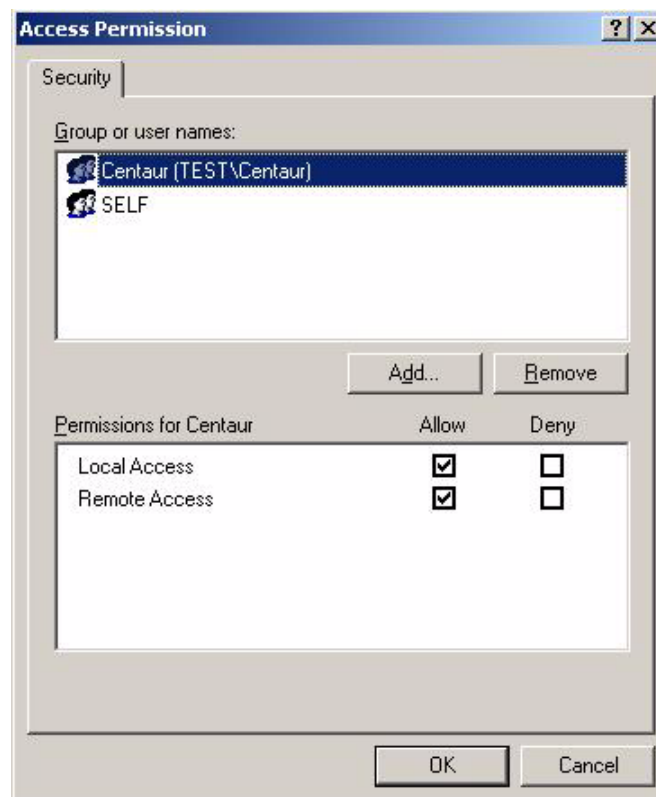 Access Permission
Security
Group or user names:
Centaur (TEST\Centaur)
SELF
Add... Remove
Permissions for Centaur Allow Deny
Local Access
Remote Access
OK Cancel